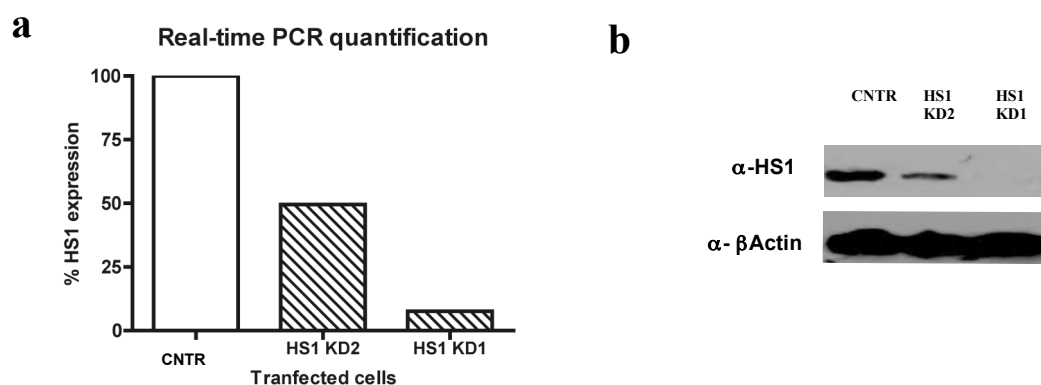 a
Real-time PCR quantification
% HS1 expression
100
75
50
25
0
CNTR
HS1 KD2
HS1 KD1
Tranfected cells
b
CNTR
HS1
KD2
HS1
KD1
α-HS1
α- βActin